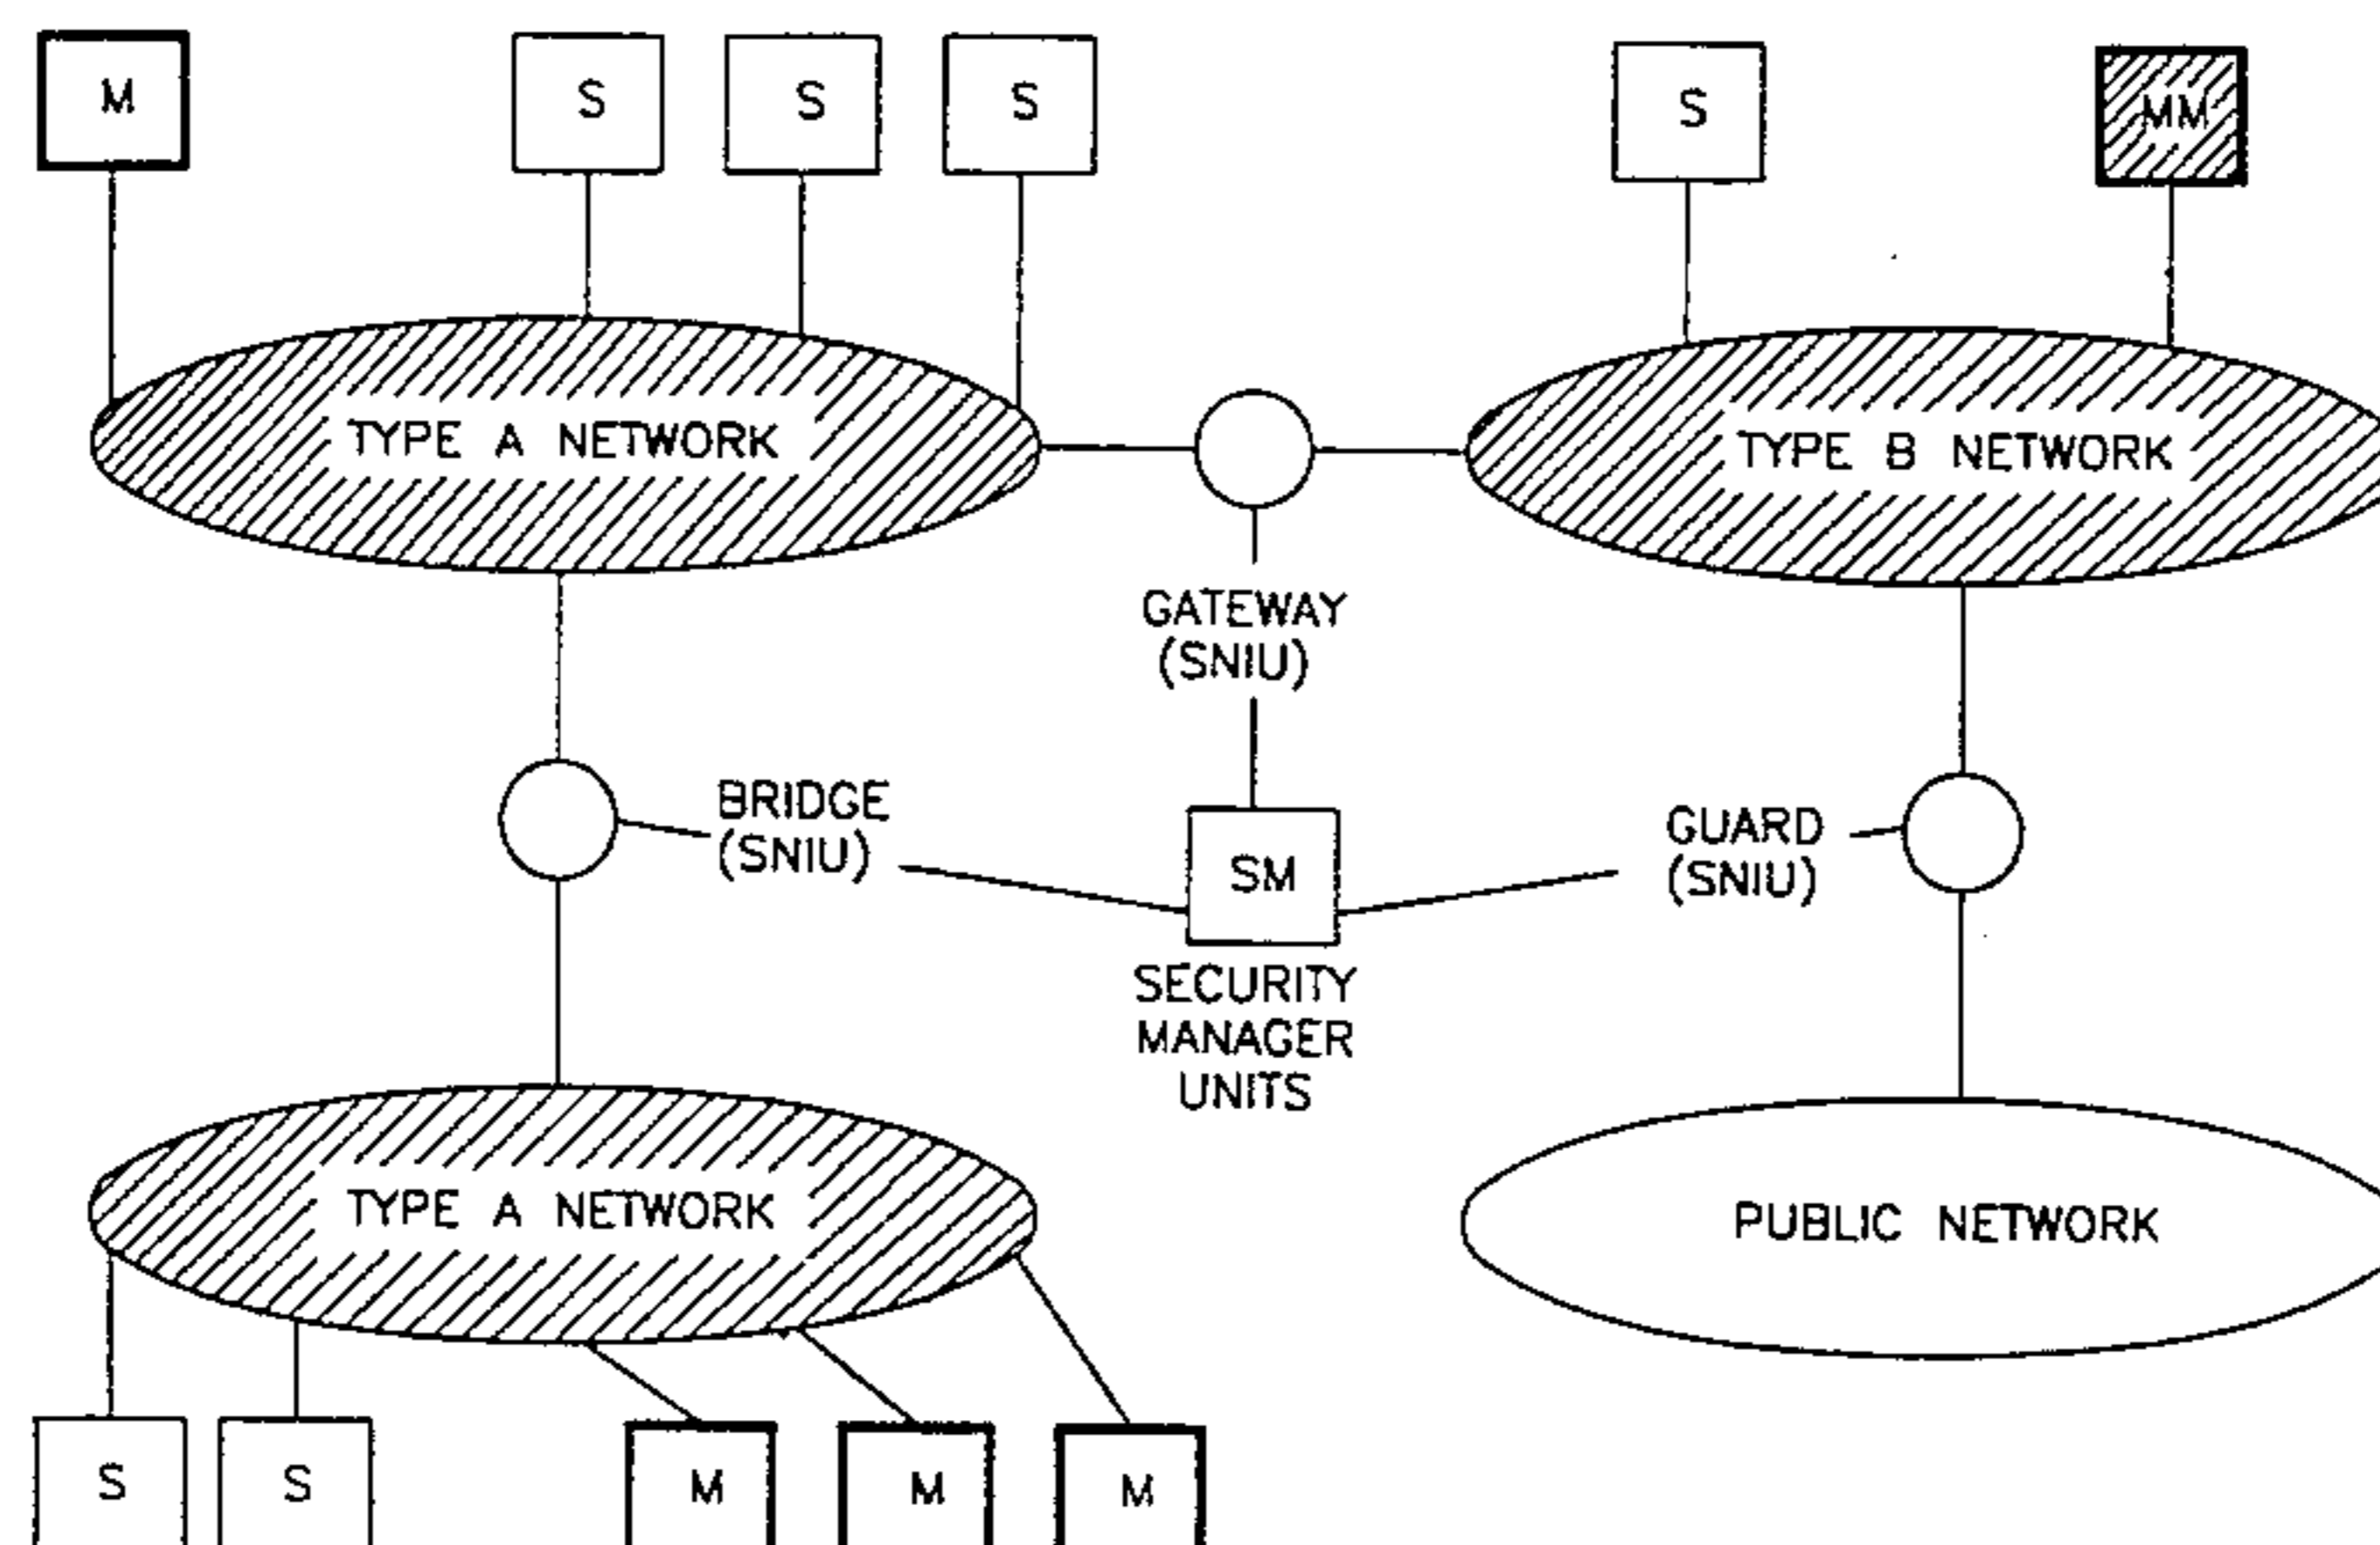 M
S
S
S
S
MM
TYPE A NETWORK
TYPE B NETWORK
GATEWAY
(SNIU)
BRIDGE
(SNIU)
SM
GUARD
(SNIU)
SECURITY
MANAGER
UNITS
TYPE A NETWORK
PUBLIC NETWORK
S
S
M
M
M